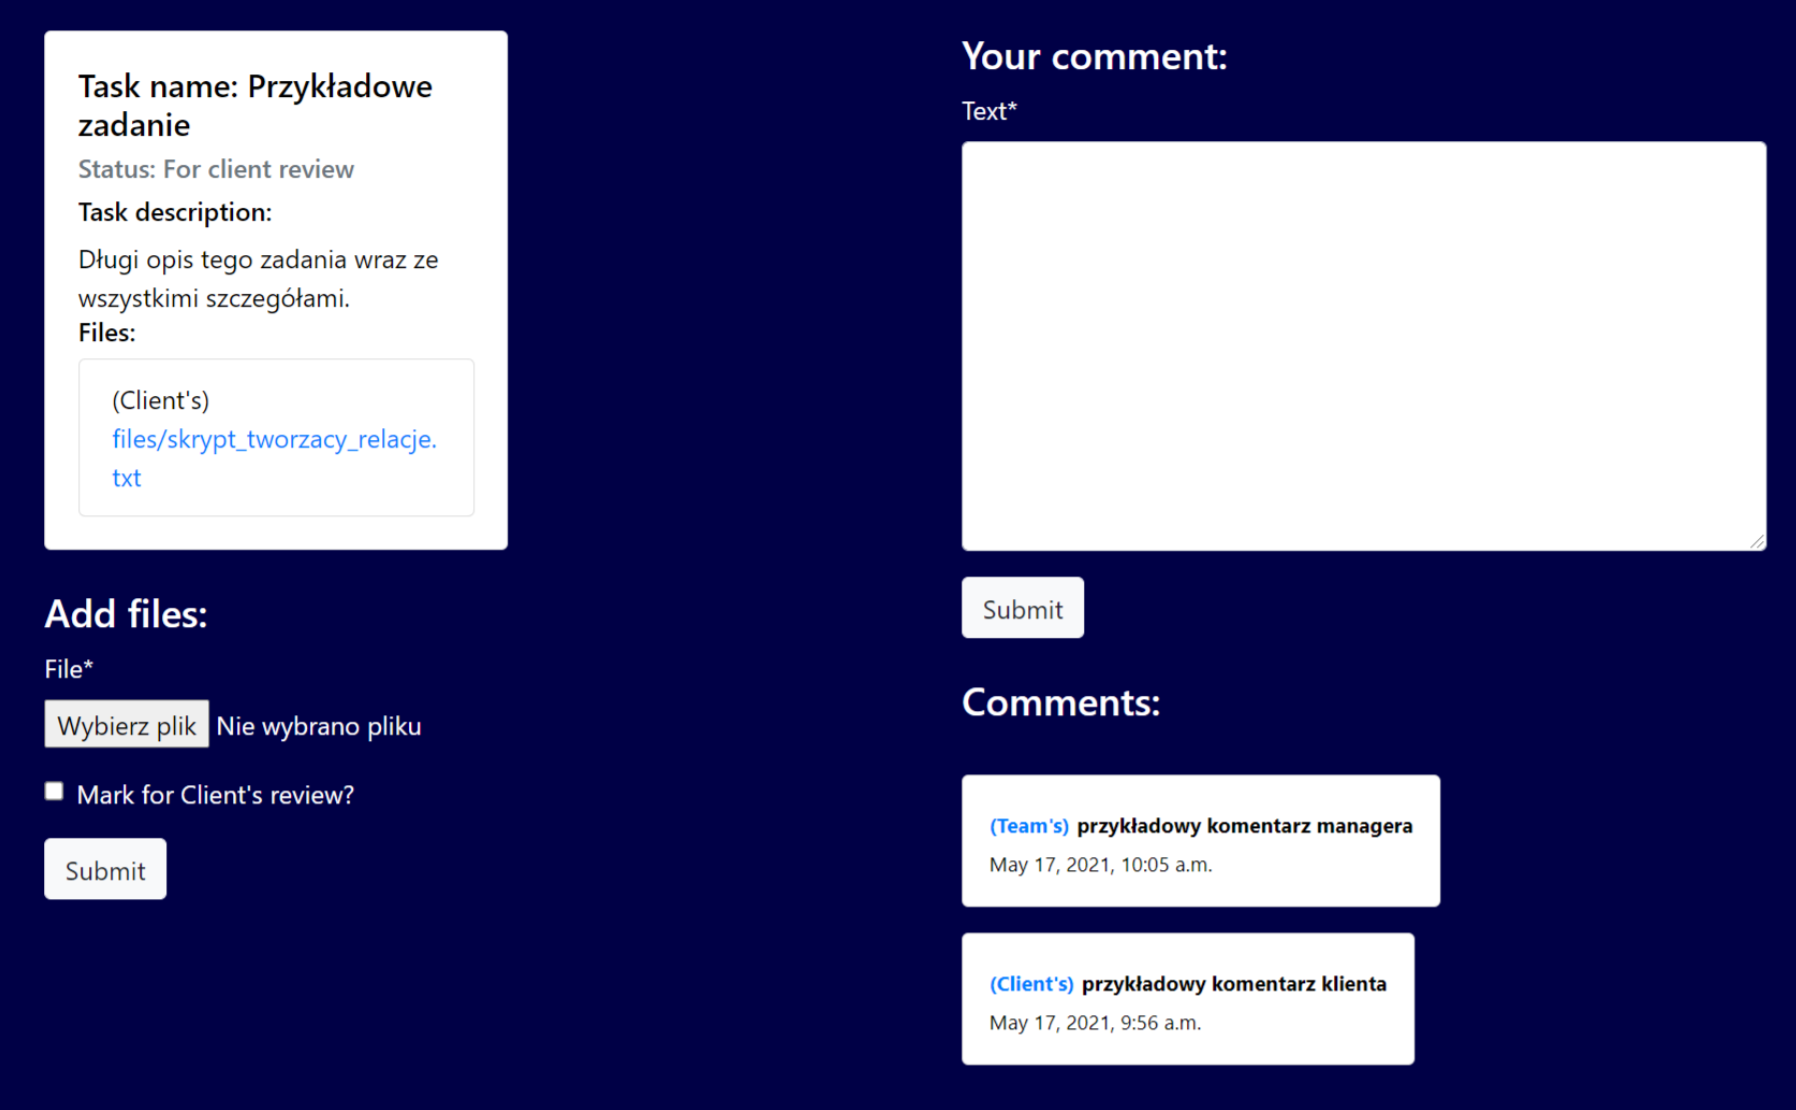 Task name: Przykładowe
zadanie
Status: For client review
Task description:
Długi opis tego zadania wraz ze
wszystkimi szczegółami.
Files:
(Client's)
files/skrypt_tworzacy_relacje.
txt
Add files:
File*
Wybierz plik Nie wybrano pliku
Mark for Client's review?
Submit
Your comment:
Text*
Submit
Comments:
(Team's) przykładowy komentarz managera
May 17, 2021, 10:05 a.m.
(Client's) przykładowy komentarz klienta
May 17, 2021, 9:56 a.m.